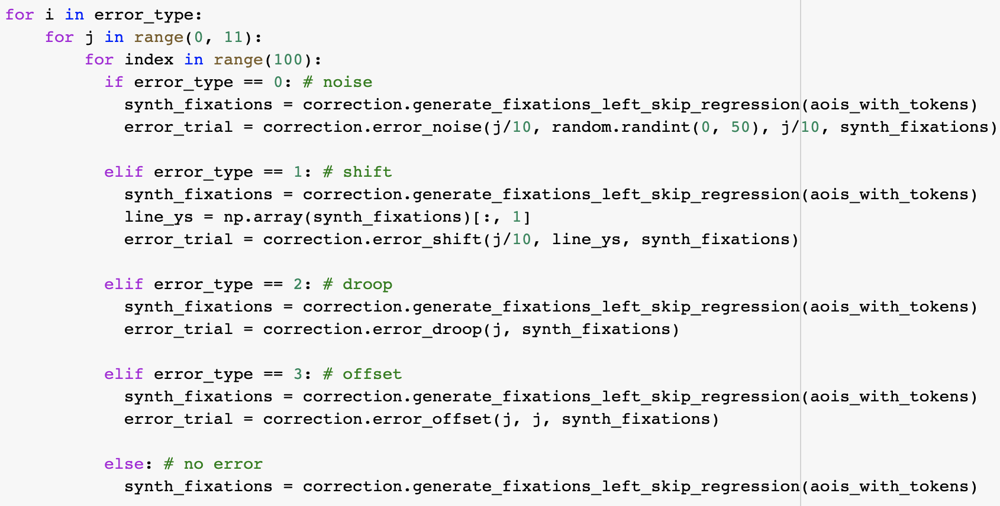 for i in error_type:
    for j in range(0, 11):
        for index in range(100):
          if error_type == 0: # noise
            synth_fixations = correction.generate_fixations_left_skip_regression(aois_with_tokens)
            error_trial = correction.error_noise(j/10, random.randint(0, 50), j/10, synth_fixations)

          elif error_type == 1: # shift
            synth_fixations = correction.generate_fixations_left_skip_regression(aois_with_tokens)
            line_ys = np.array(synth_fixations)[:, 1]
            error_trial = correction.error_shift(j/10, line_ys, synth_fixations)

          elif error_type == 2: # droop
            synth_fixations = correction.generate_fixations_left_skip_regression(aois_with_tokens)
            error_trial = correction.error_droop(j, synth_fixations)

          elif error_type == 3: # offset
            synth_fixations = correction.generate_fixations_left_skip_regression(aois_with_tokens)
            error_trial = correction.error_offset(j, j, synth_fixations)

          else: # no error
            synth_fixations = correction.generate_fixations_left_skip_regression(aois_with_tokens)